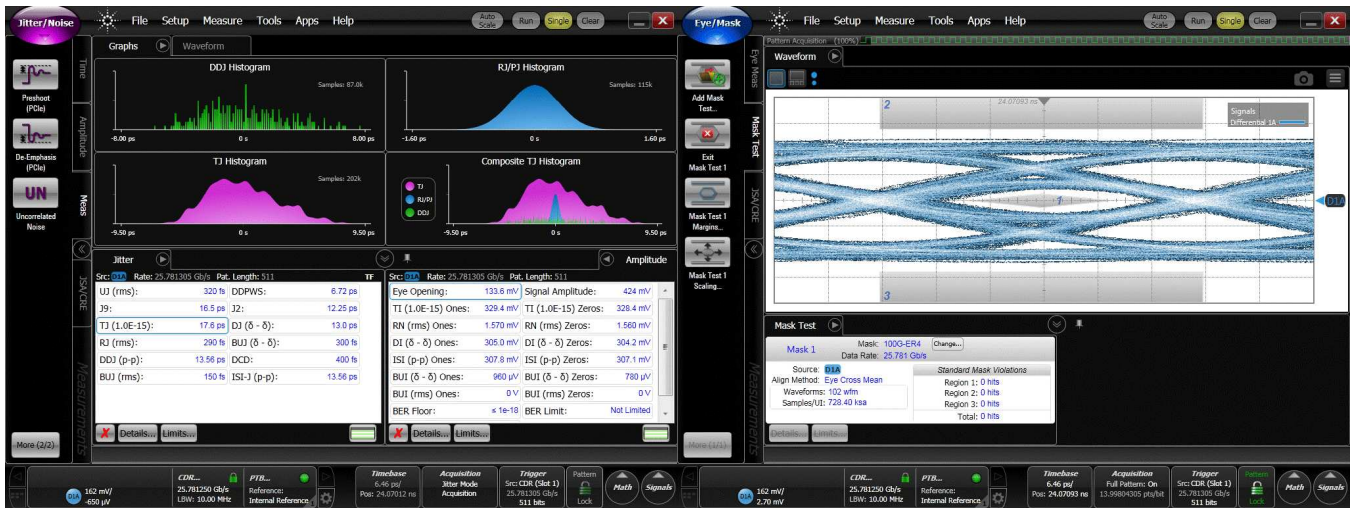 Jitter/Noise
File Setup Measure Tools Apps Help
Auto Scale
Run
Single
Clear
Preshoot (PCIe)
De-Emphasis (PCIe)
UN
Uncorrelated Noise
More (2/2)
Time
Amplitude
Meas
JSA/CRE
Measurements
Graphs
Waveform
DDJ Histogram
Samples: 87.0k
-8.00 ps 0 s 8.00 ps
RJ/PJ Histogram
Samples: 115k
-1.60 ps 0 s 1.60 ps
TJ Histogram
Samples: 202k
-9.50 ps 0 s 9.50 ps
Composite TJ Histogram
TJ
RJ/PJ
DDJ
-9.50 ps 0 s 9.50 ps
Jitter
Amplitude
Src: D1A Rate: 25.781305 Gb/s Pat. Length: 511 TF
UJ (rms): 320 fs DDPWS: 6.72 ps
J9: 16.5 ps J2: 12.25 ps
TJ (1.0E-15): 17.6 ps DJ (δ - δ): 13.0 ps
RJ (rms): 290 fs BUJ (δ - δ): 300 fs
DDJ (p-p): 13.56 ps DCD: 400 fs
BUJ (rms): 150 fs ISI-J (p-p): 13.56 ps
X Details... Limits...
Src: D1A Rate: 25.781305 Gb/s Pat. Length: 511
Eye Opening: 133.6 mV Signal Amplitude: 424 mV
TI (1.0E-15) Ones: 329.4 mV TI (1.0E-15) Zeros: 328.4 mV
RN (rms) Ones: 1.570 mV RN (rms) Zeros: 1.560 mV
DI (δ - δ) Ones: 305.0 mV DI (δ - δ) Zeros: 304.2 mV
ISI (p-p) Ones: 307.8 mV ISI (p-p) Zeros: 307.1 mV
BUI (δ - δ) Ones: 960 µV BUI (δ - δ) Zeros: 780 µV
BUI (rms) Ones: 0 V BUI (rms) Zeros: 0 V
BER Floor: ≤ 1e-18 BER Limit: Not Limited
X Details... Limits...
D1A 162 mV/
-650 µV
CDR...
25.781250 Gb/s
LBW: 10.00 MHz
PTB...
Reference:
Internal Reference
Timebase
6.46 ps/
Pos: 24.07012 ns
Acquisition
Jitter Mode
Acquisition
Trigger
Src: CDR (Slot 1)
25.781305 Gb/s
511 bits
Pattern
Lock
Math
Signals
Eye/Mask
File Setup Measure Tools Apps Help
Auto Scale
Run
Single
Clear
Pattern Acquisition (100%)
Add Mask Test...
Exit Mask Test 1
Mask Test 1 Margins...
Mask Test 1 Scaling...
More (1/1)
Eye Meas
Mask Test
JSA/CRE
Measurements
Waveform
2
24.07093 ns
Signals
Differential 1A
1
D1A
3
Mask Test
Mask 1
Mask: 100G-ER4 Change...
Data Rate: 25.781 Gb/s
Source: D1A
Align Method: Eye Cross Mean
Waveforms: 102 wfm
Samples/UI: 728.40 ksa
Standard Mask Violations
Region 1: 0 hits
Region 2: 0 hits
Region 3: 0 hits
Total: 0 hits
Details... Limits...
D1A 162 mV/
2.70 mV
CDR...
25.781250 Gb/s
LBW: 10.00 MHz
PTB...
Reference:
Internal Reference
Timebase
6.46 ps/
Pos: 24.07093 ns
Acquisition
Full Pattern: On
13.99804305 pts/bit
Trigger
Src: CDR (Slot 1)
25.781305 Gb/s
511 bits
Pattern
Lock
Math
Signals